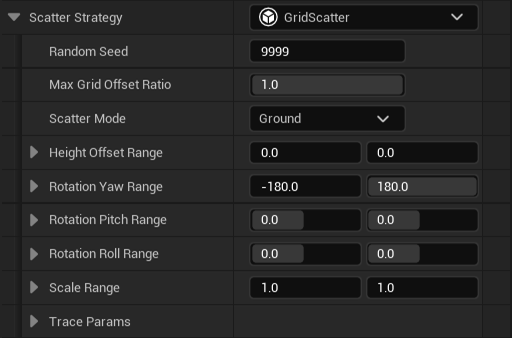 Scatter Strategy GridScatter
Random Seed 9999
Max Grid Offset Ratio 1.0
Scatter Mode Ground
Height Offset Range 0.0 0.0
Rotation Yaw Range -180.0 180.0
Rotation Pitch Range 0.0 0.0
Rotation Roll Range 0.0 0.0
Scale Range 1.0 1.0
Trace Params